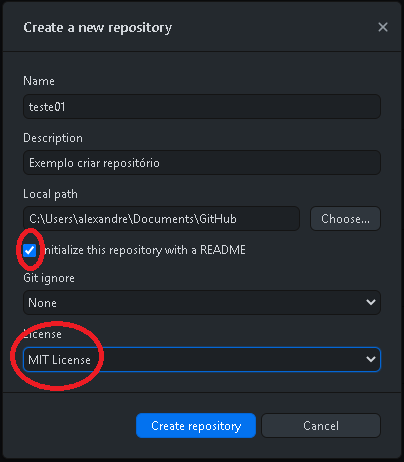 Create a new repository
Name
teste01
Description
Exemplo criar repositório
Local path
C:\Users\alexandre\Documents\GitHub
Choose...
Initialize this repository with a README
Git ignore
None
License
MIT License
Create repository
Cancel